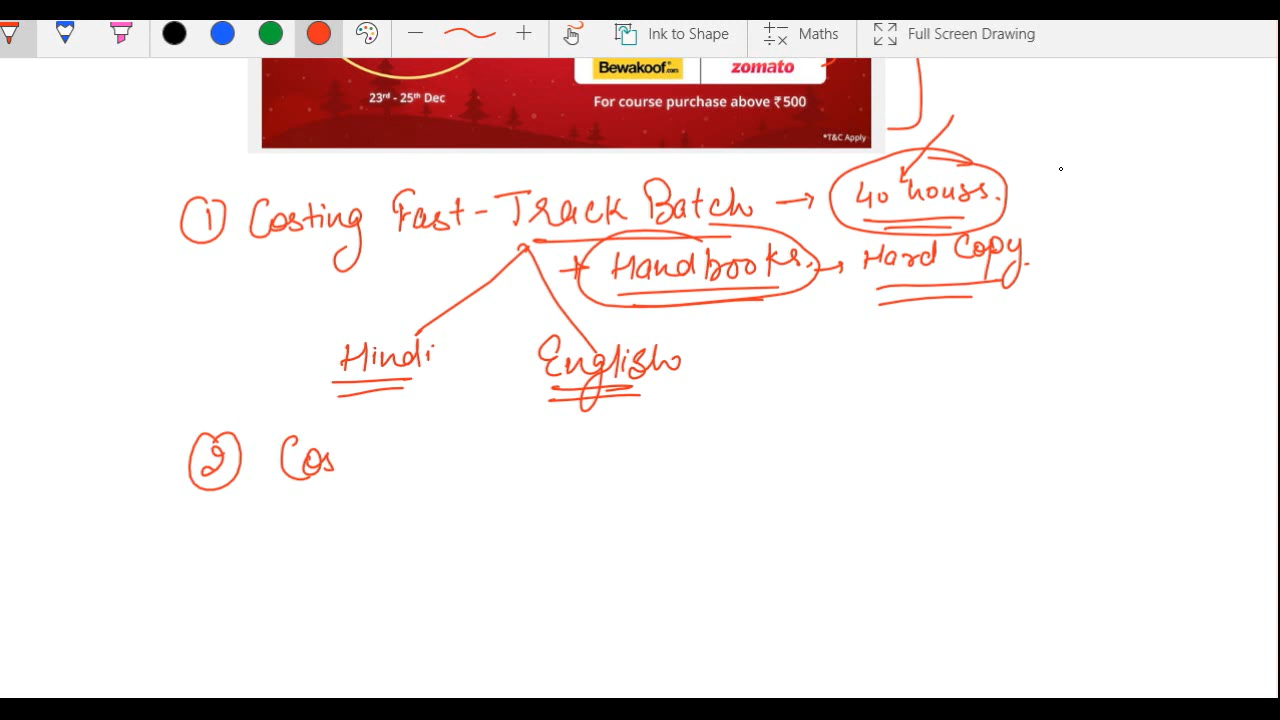 Ink to Shape Maths Full Screen Drawing
Bewakoof.com zomato
23rd - 25th Dec
For course purchase above ₹500
*T&C Apply
① Costing Fast-Track Batch → 40 hours.
+ Handbooks. → Hard Copy.
Hindi English
② Cos